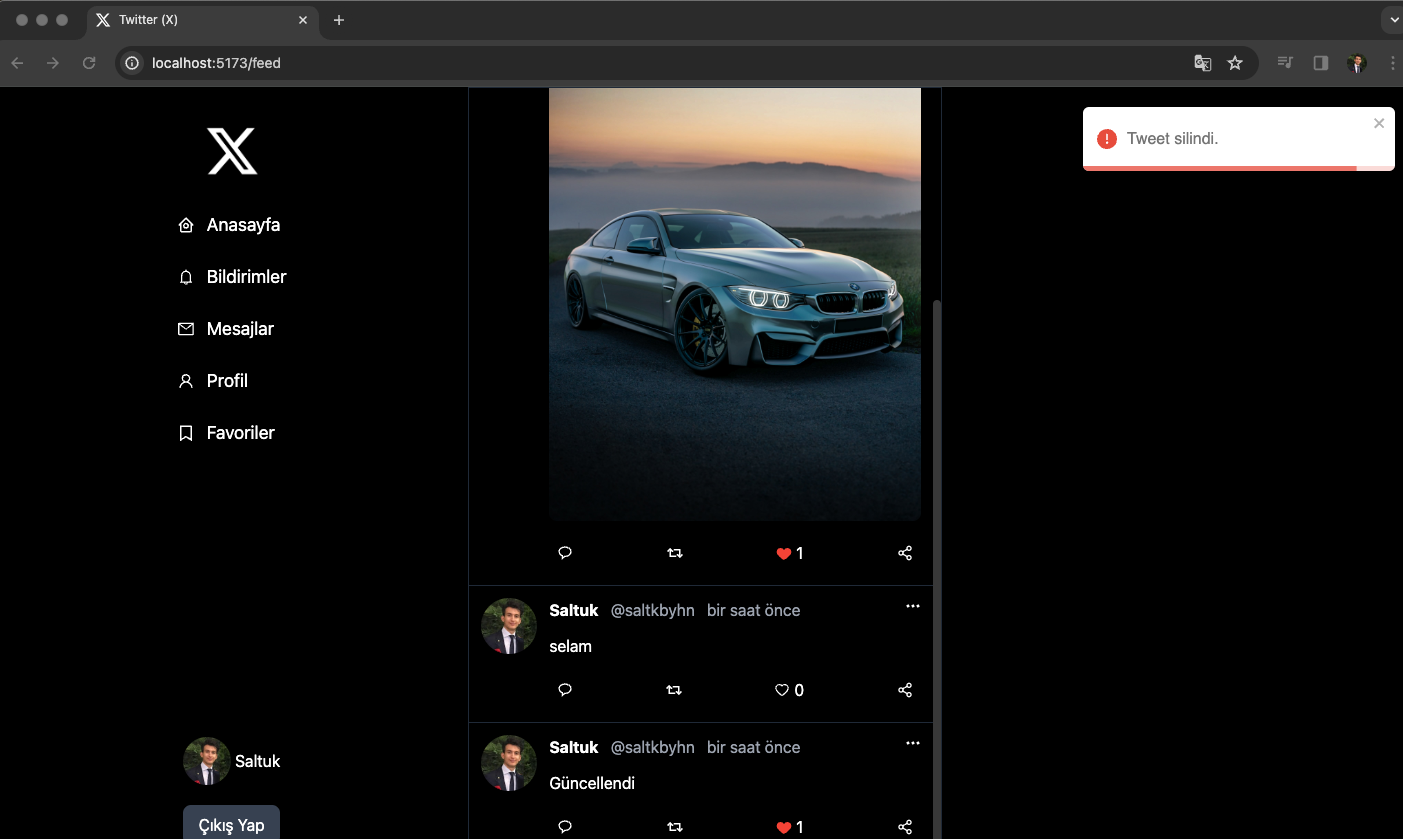 Twitter (X)
localhost:5173/feed
Tweet silindi.
Anasayfa
Bildirimler
Mesajlar
Profil
Favoriler
1
Saltuk @saltkbyhn bir saat önce
selam
0
Saltuk @saltkbyhn bir saat önce
Güncellendi
1
Saltuk
Çıkış Yap